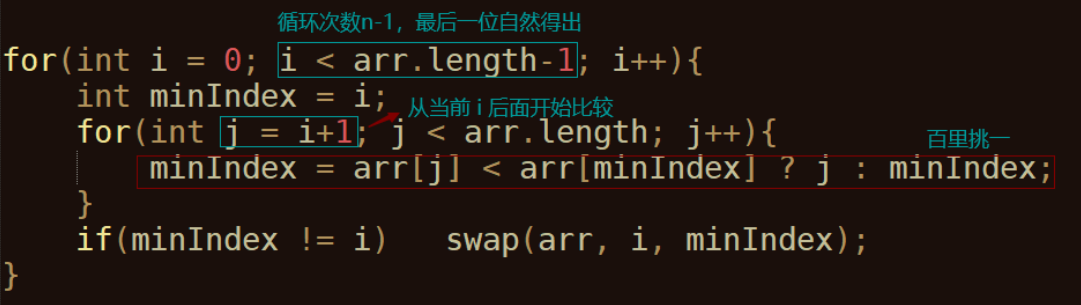 循环次数n-1，最后一位自然得出
for(int i = 0; i < arr.length-1; i++){
int minIndex = i;
从当前 i 后面开始比较
for(int j = i+1; j < arr.length; j++){
百里挑一
minIndex = arr[j] < arr[minIndex] ? j : minIndex;
}
if(minIndex != i)   swap(arr, i, minIndex);
}